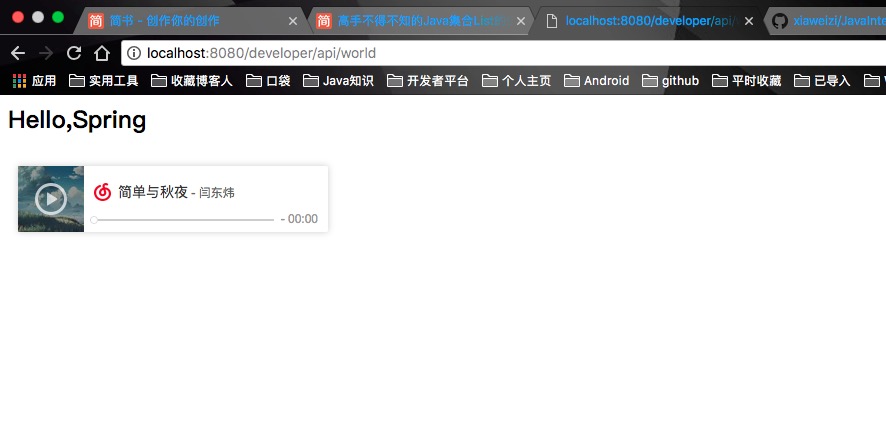 简 简书 - 创作你的创作
简 高手不得不知的Java集合List
localhost:8080/developer/api/
xiaweizi/JavaInte
localhost:8080/developer/api/world
应用 实用工具 收藏博客人 口袋 Java知识 开发者平台 个人主页 Android github 平时收藏 已导入
Hello,Spring
简单与秋夜 - 闫东炜
- 00:00